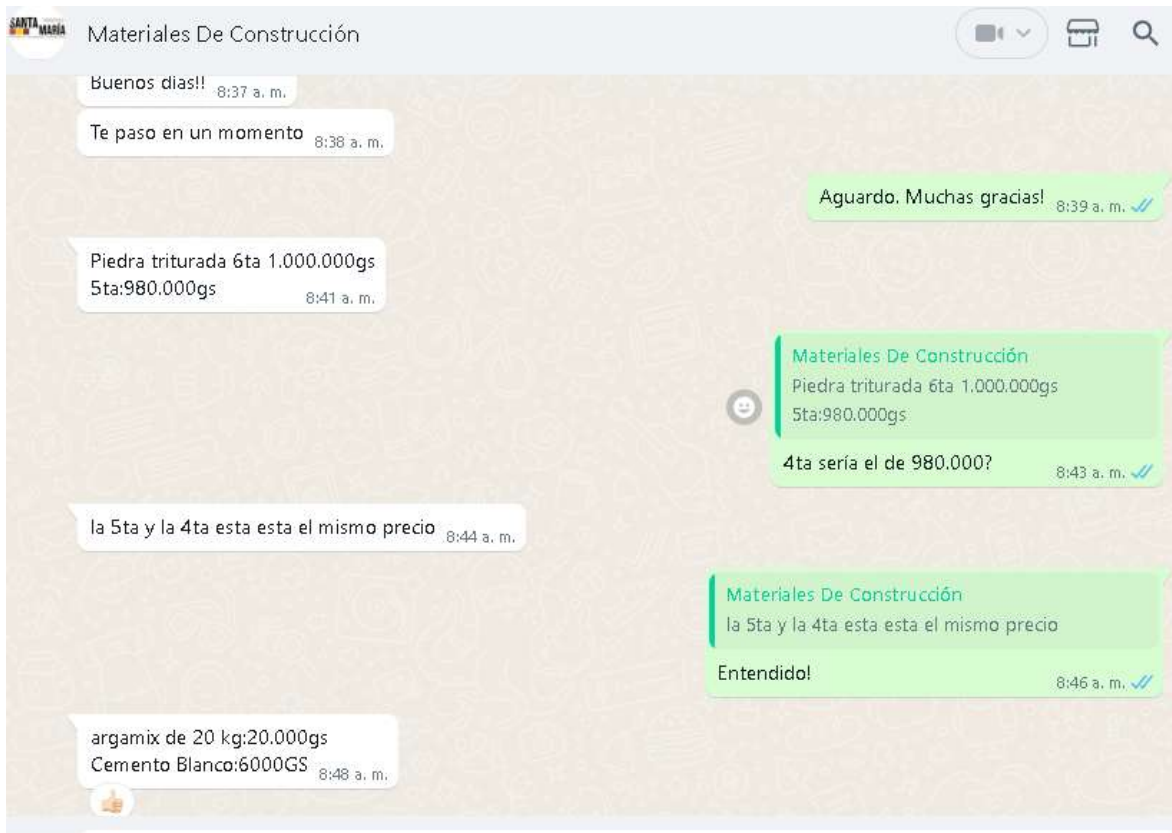 SANTA MARÍA
Materiales De Construcción
Buenos días!! 8:37 a. m.
Te paso en un momento 8:38 a. m.
Aguardo. Muchas gracias! 8:39 a. m.
Piedra triturada 6ta 1.000.000gs
5ta:980.000gs 8:41 a. m.
Materiales De Construcción
Piedra triturada 6ta 1.000.000gs
5ta:980.000gs
4ta sería el de 980.000? 8:43 a. m.
la 5ta y la 4ta esta esta el mismo precio 8:44 a. m.
Materiales De Construcción
la 5ta y la 4ta esta esta el mismo precio
Entendido! 8:46 a. m.
argamix de 20 kg:20.000gs
Cemento Blanco:6000GS 8:48 a. m.